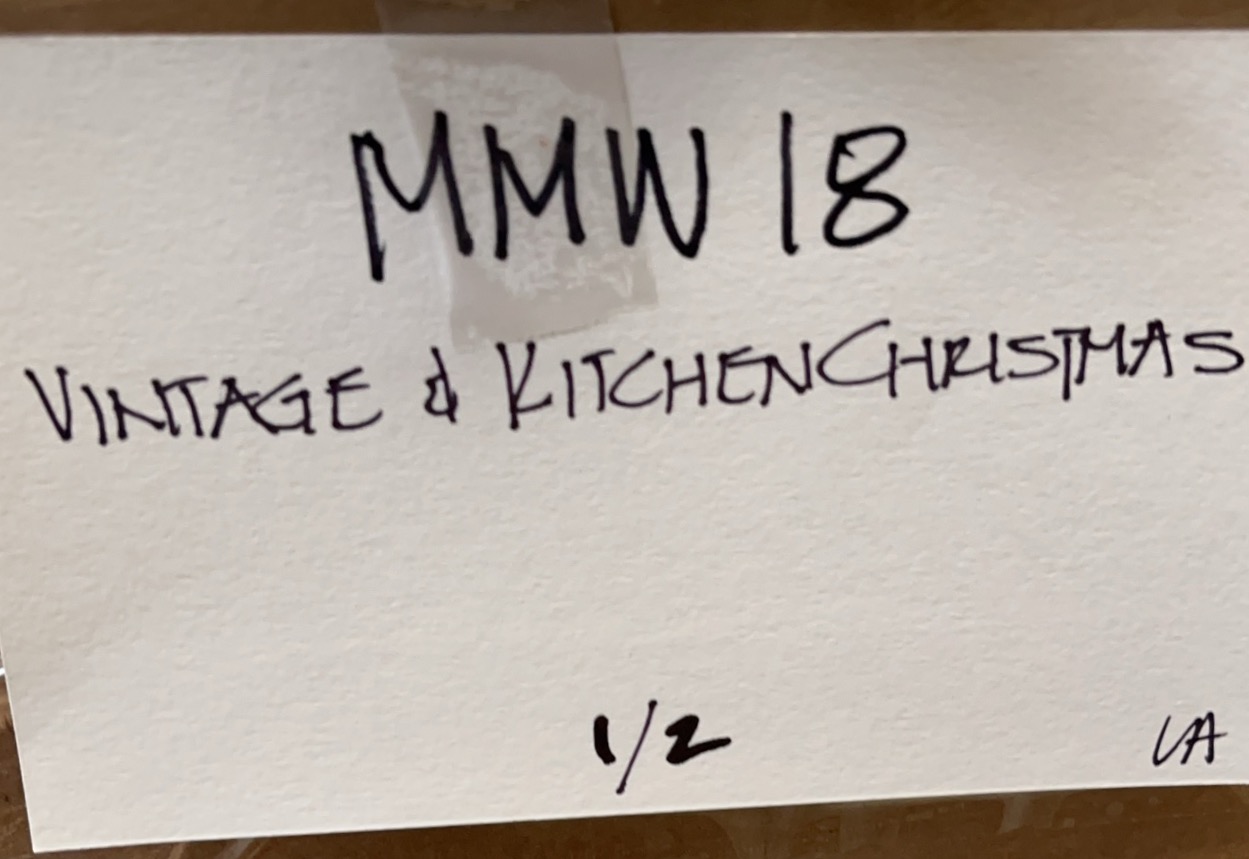 MMW 18
VINTAGE & KITCHEN CHRISTMAS
1/2
LA